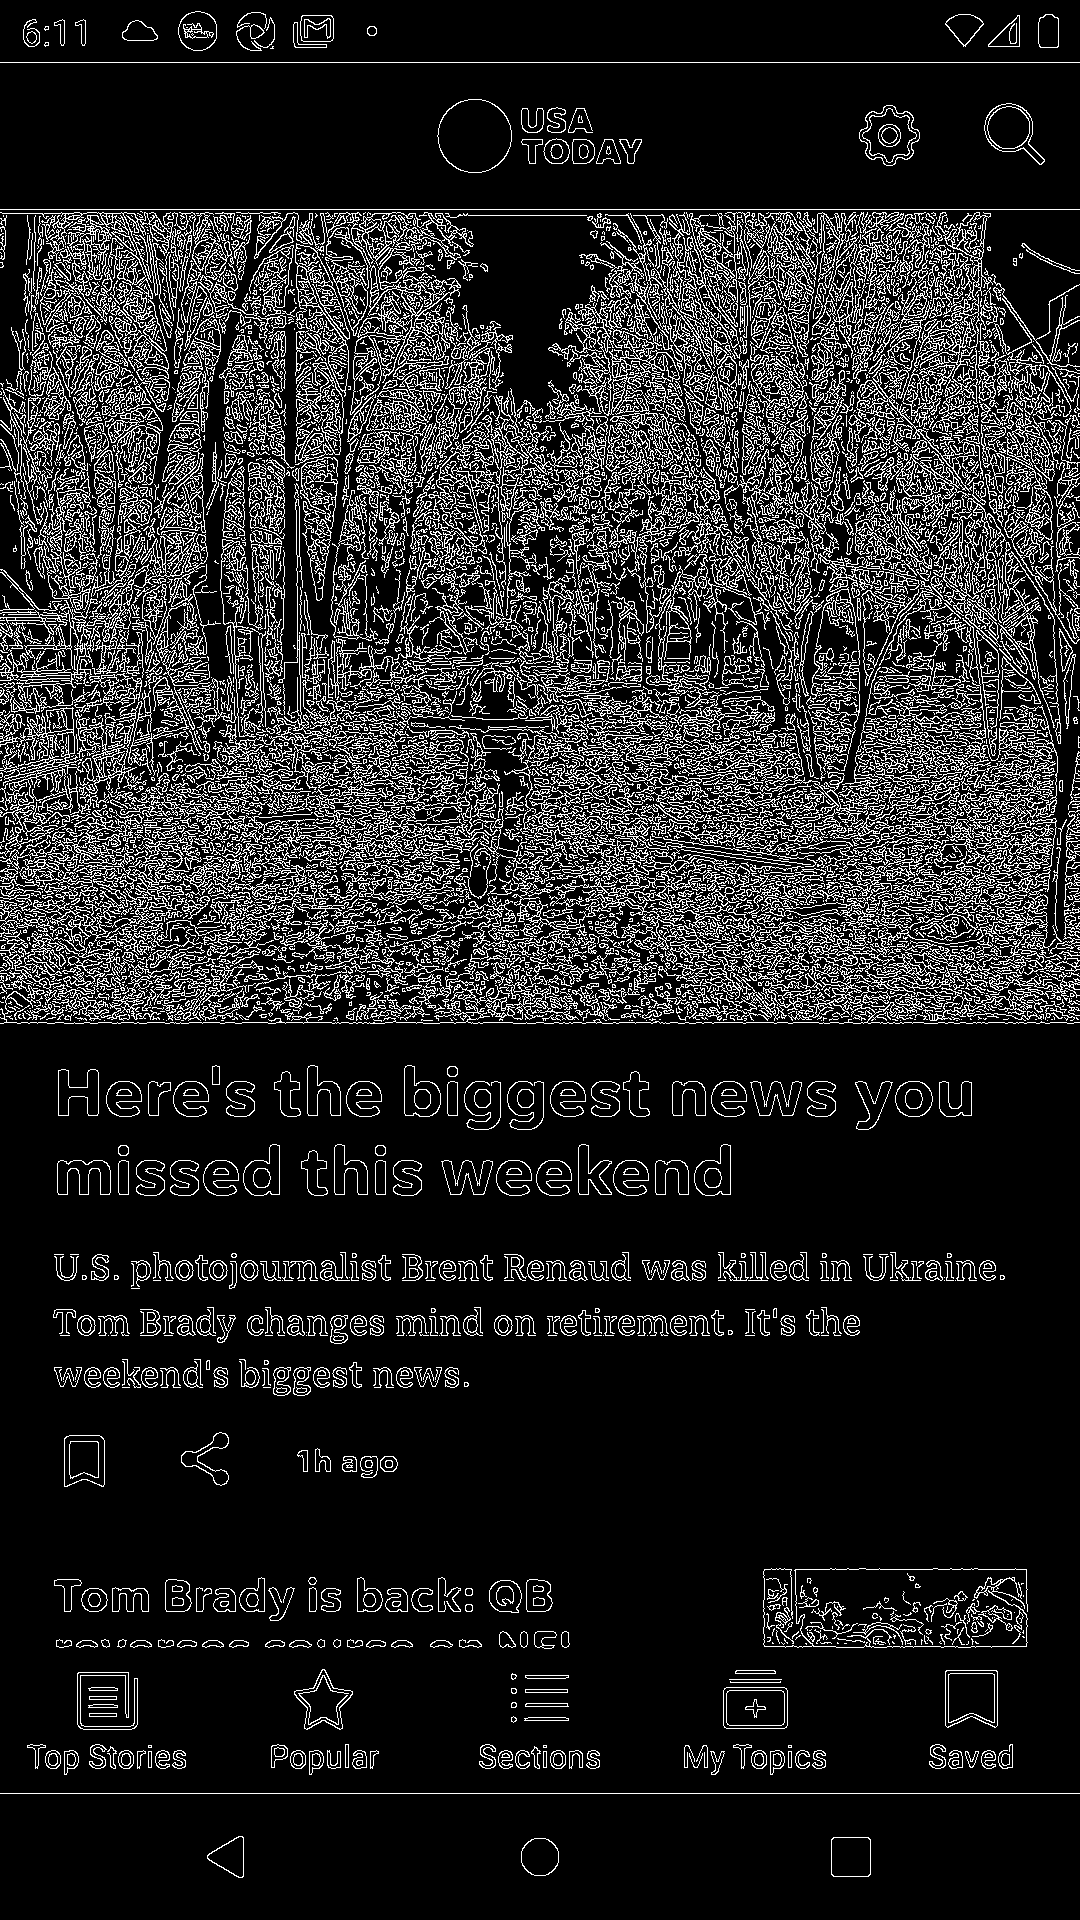 6:11
USA
TODAY
Here's the biggest news you
missed this weekend
U.S. photojournalist Brent Renaud was killed in Ukraine.
Tom Brady changes mind on retirement. It's the
weekend's biggest news.
1h ago
Tom Brady is back: QB
Top Stories
Popular
Sections
My Topics
Saved